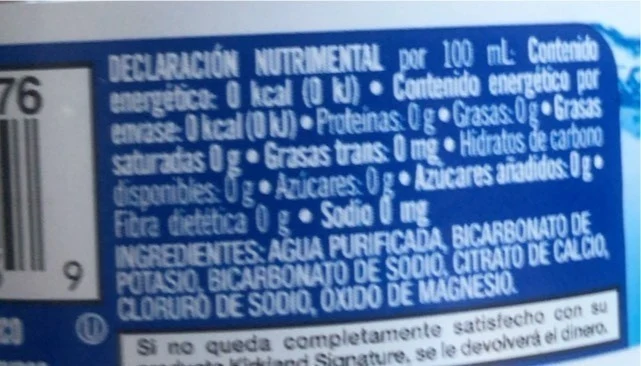 76
DECLARACIÓN NUTRIMENTAL por 100 mL: Contenido
energético: 0 kcal (0 kJ) • Contenido energético por
envase: 0 kcal (0 kJ) • Proteínas: 0 g • Grasas: 0 g • Grasas
saturadas 0 g • Grasas trans: 0 mg • Hidratos de carbono
disponibles: 0 g • Azúcares: 0 g • Azúcares añadidos: 0 g •
Fibra dietética 0 g • Sodio 0 mg
INGREDIENTES: AGUA PURIFICADA, BICARBONATO DE
POTASIO, BICARBONATO DE SODIO, CITRATO DE CALCIO,
CLORURO DE SODIO, ÓXIDO DE MAGNESIO.
9
CO
U
Si no queda completamente satisfecho con su
producto Kirkland Signature, se le devolverá el dinero.